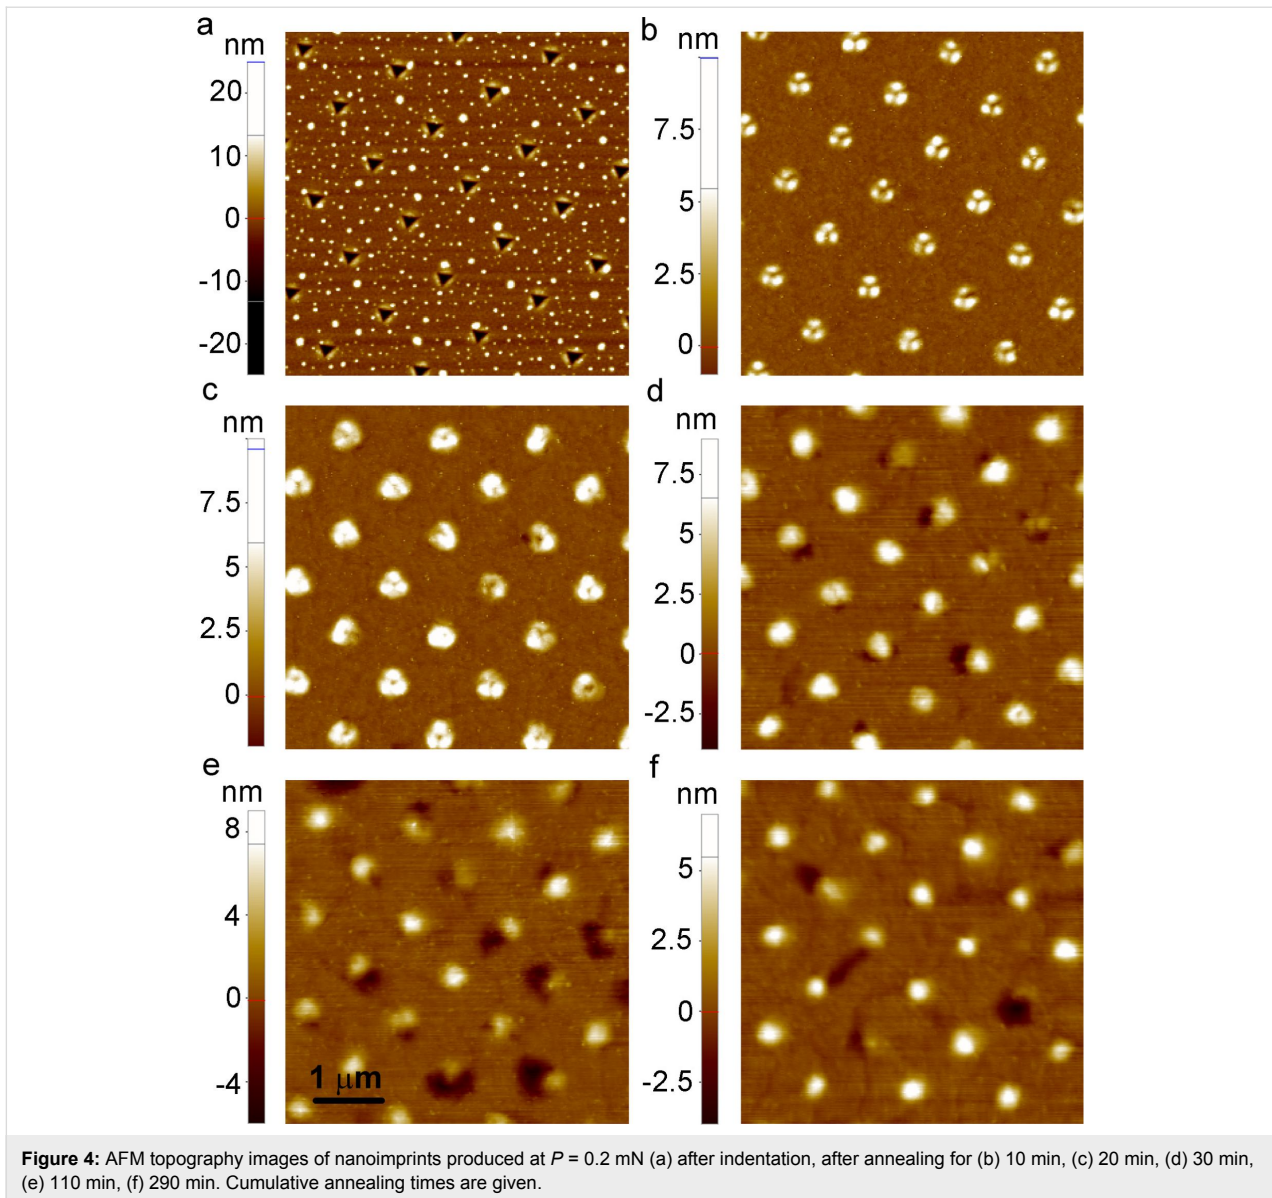 a
nm
20
10
0
-10
-20
b
nm
7.5
5
2.5
0
c
nm
7.5
5
2.5
0
d
nm
7.5
5
2.5
0
-2.5
e
nm
8
4
0
-4
1 μm
f
nm
5
2.5
0
-2.5
Figure 4: AFM topography images of nanoimprints produced at P = 0.2 mN (a) after indentation, after annealing for (b) 10 min, (c) 20 min, (d) 30 min,
(e) 110 min, (f) 290 min. Cumulative annealing times are given.